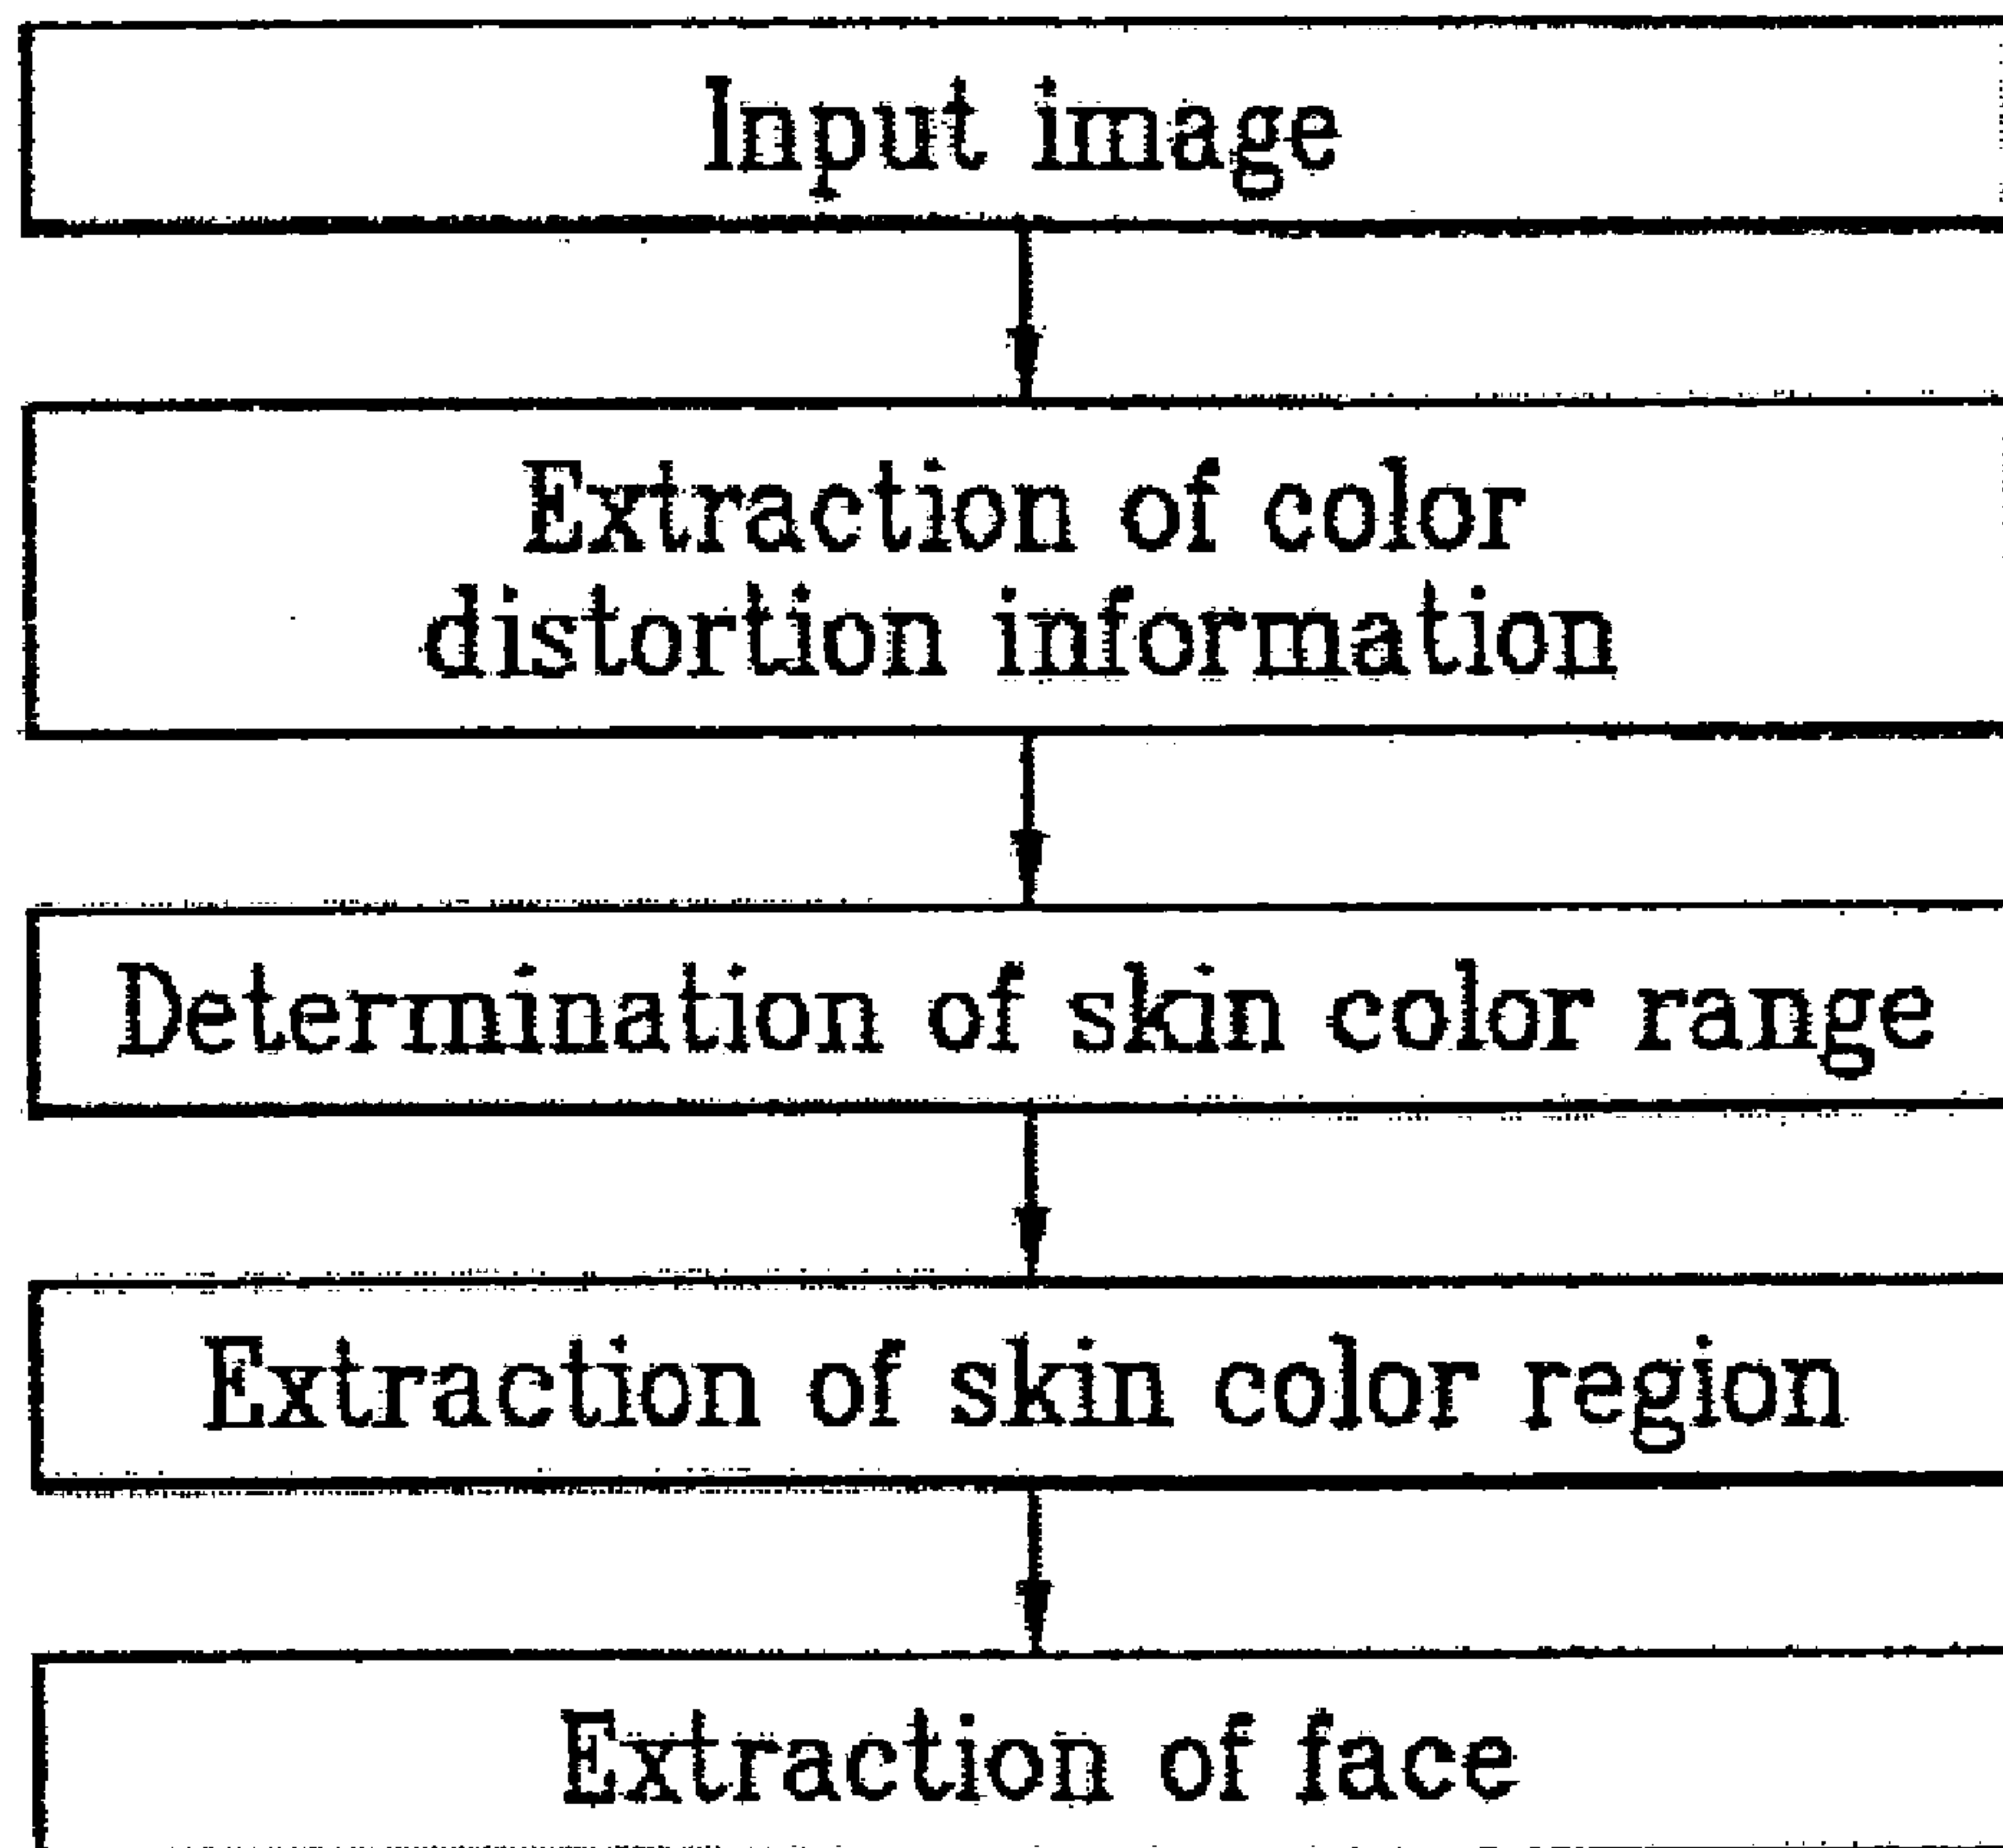 Input image
Extraction of color
distortion information
Determination of skin color range
Extraction of skin color region
Extraction of face